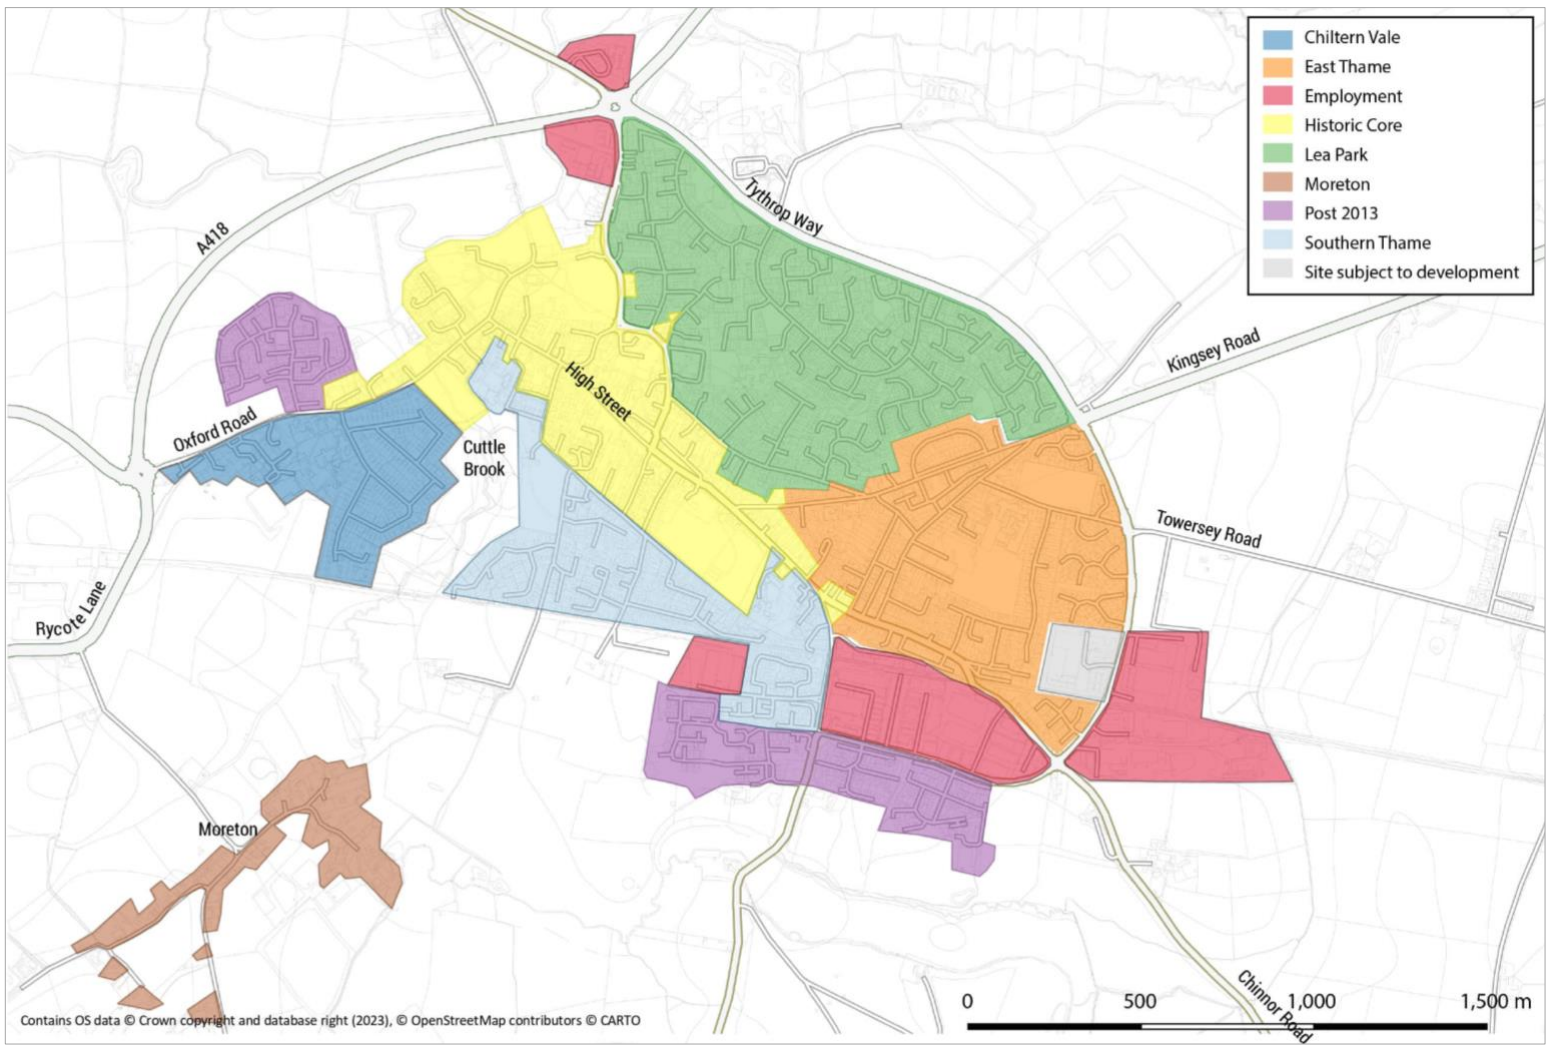 Chiltern Vale
East Thame
Employment
Historic Core
Lea Park
Moreton
Post 2013
Southern Thame
Site subject to development
Tythrop Way
A418
Kingsey Road
High Street
Oxford Road
Cuttle
Brook
Towersey Road
Rycote Lane
Moreton
Chinnor Road
0 500 1,000 1,500 m
Contains OS data © Crown copyright and database right (2023), © OpenStreetMap contributors © CARTO